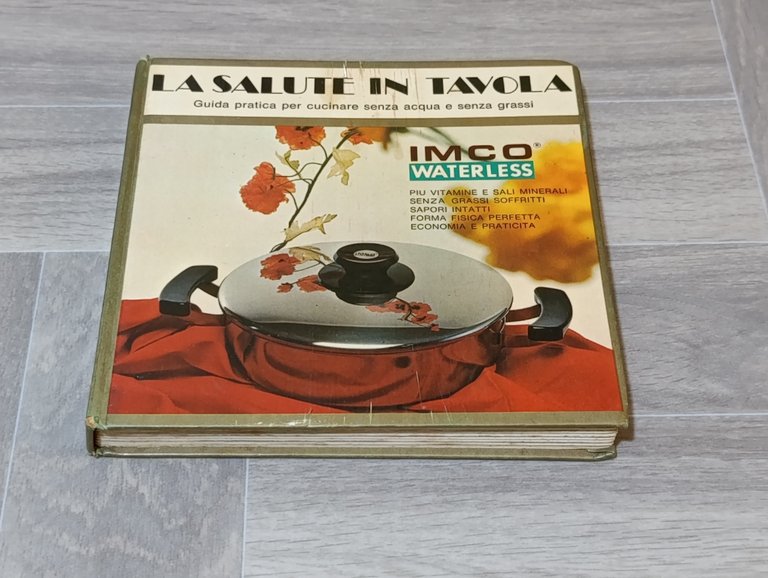 LA SALUTE IN TAVOLA
Guida pratica per cucinare senza acqua e senza grassi
IMCO®
WATERLESS
PIU VITAMINE E SALI MINERALI
SENZA GRASSI SOFFRITTI
SAPORI INTATTI
FORMA FISICA PERFETTA
ECONOMIA E PRATICITA